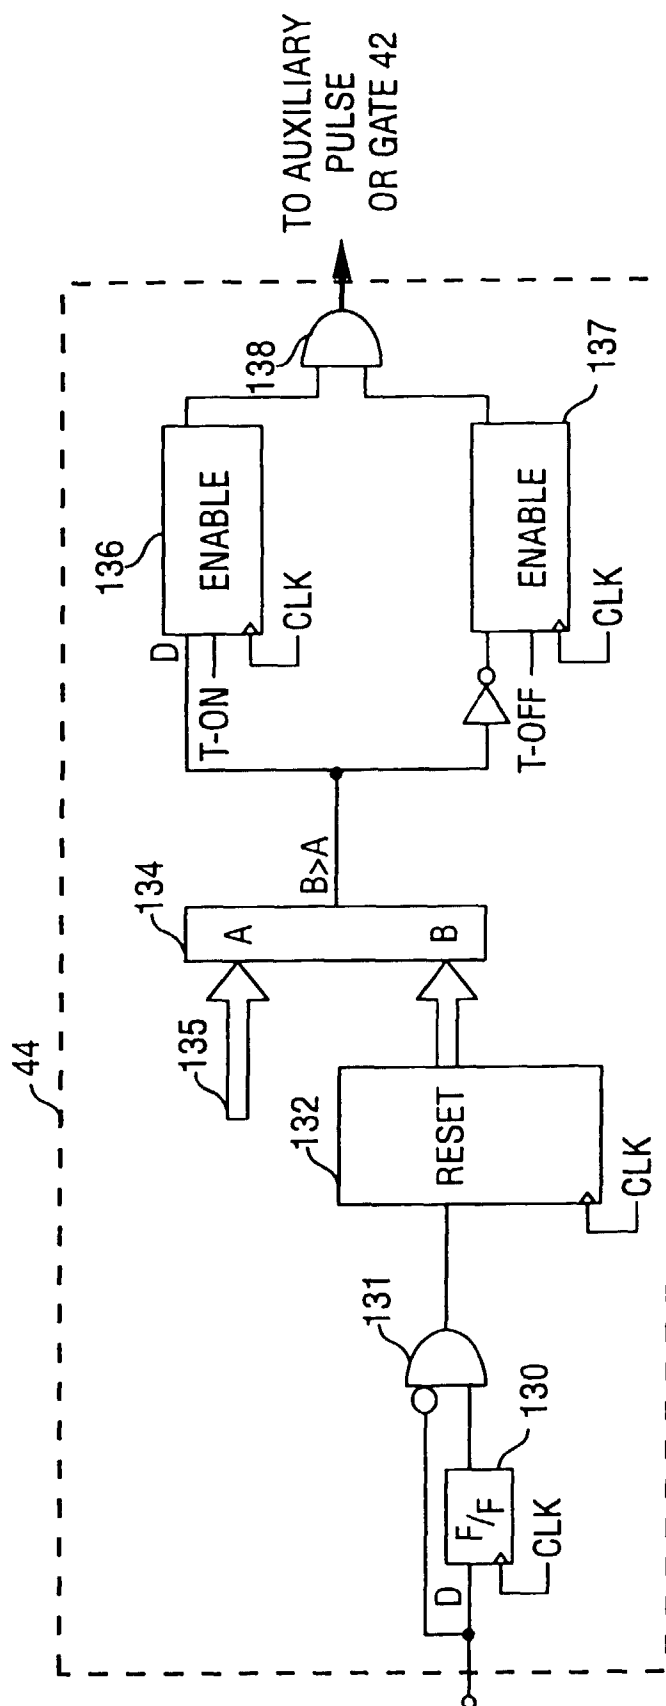 44
D
F/F
CLK
130
131
132
RESET
CLK
135
134
A
B
B>A
D
T-ON
136
ENABLE
CLK
T-OFF
ENABLE
CLK
137
138
TO AUXILIARY
PULSE
OR GATE 42